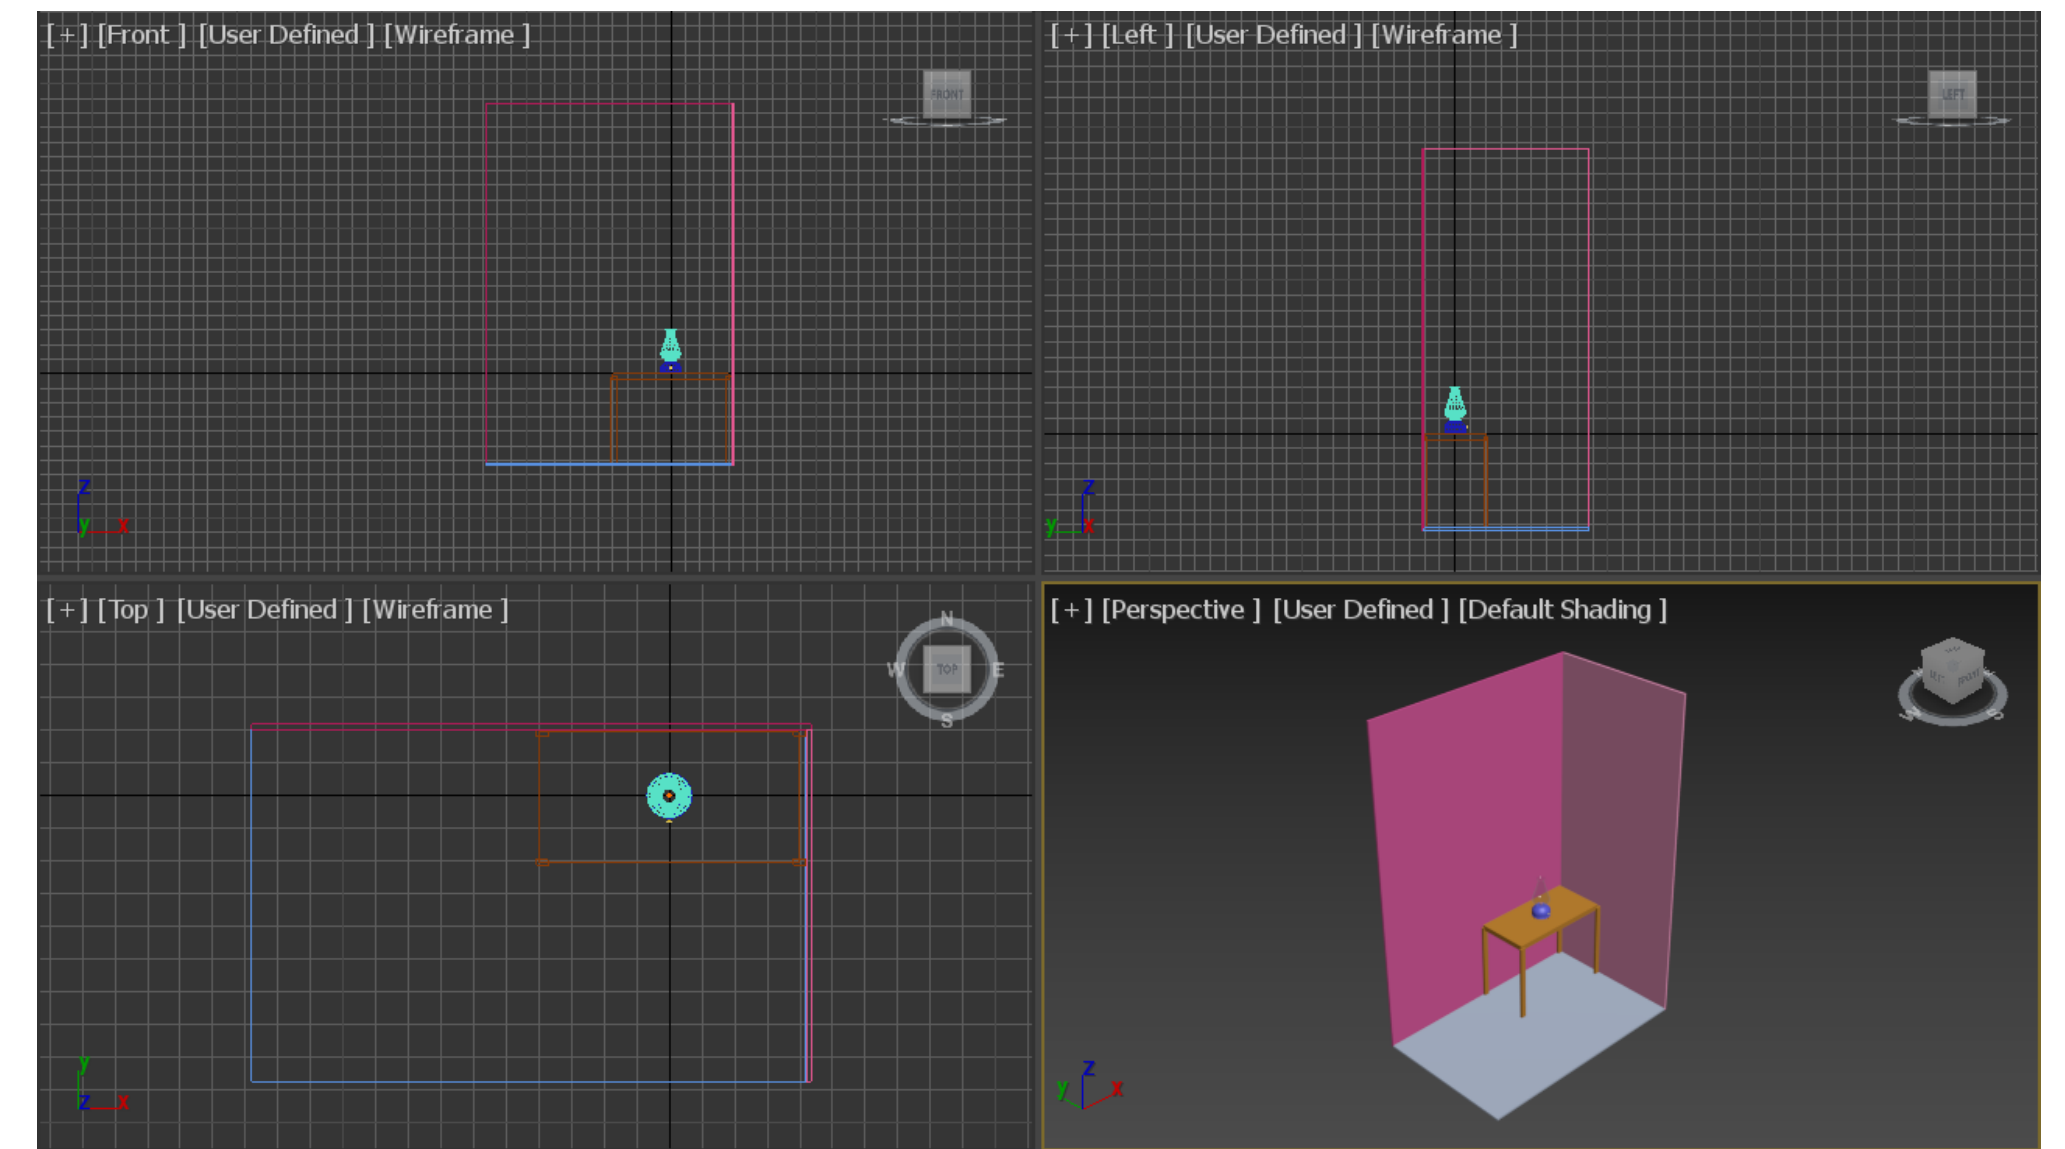 [+] [Front ] [User Defined ] [Wireframe ]
FRONT
z
y x
[+] [Left ] [User Defined ] [Wireframe ]
LEFT
z
y x
[+] [Top ] [User Defined ] [Wireframe ]
N
W TOP E
S
y
z x
[+] [Perspective ] [User Defined ] [Default Shading ]
W S
z
y x